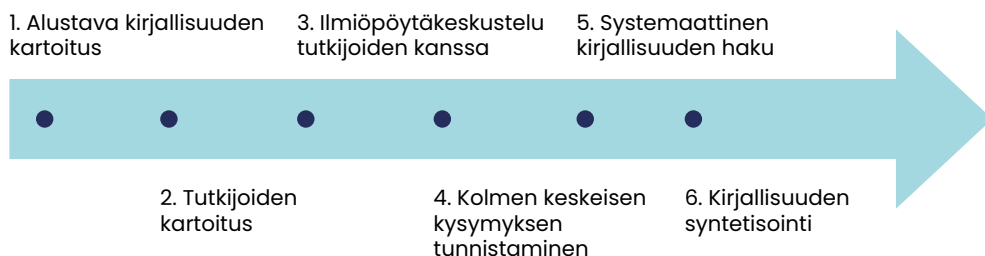 1. Alustava kirjallisuuden
kartoitus
2. Tutkijoiden
kartoitus
3. Ilmiöpöytäkeskustelu
tutkijoiden kanssa
4. Kolmen keskeisen
kysymyksen
tunnistaminen
5. Systemaattinen
kirjallisuuden haku
6. Kirjallisuuden
syntetisointi